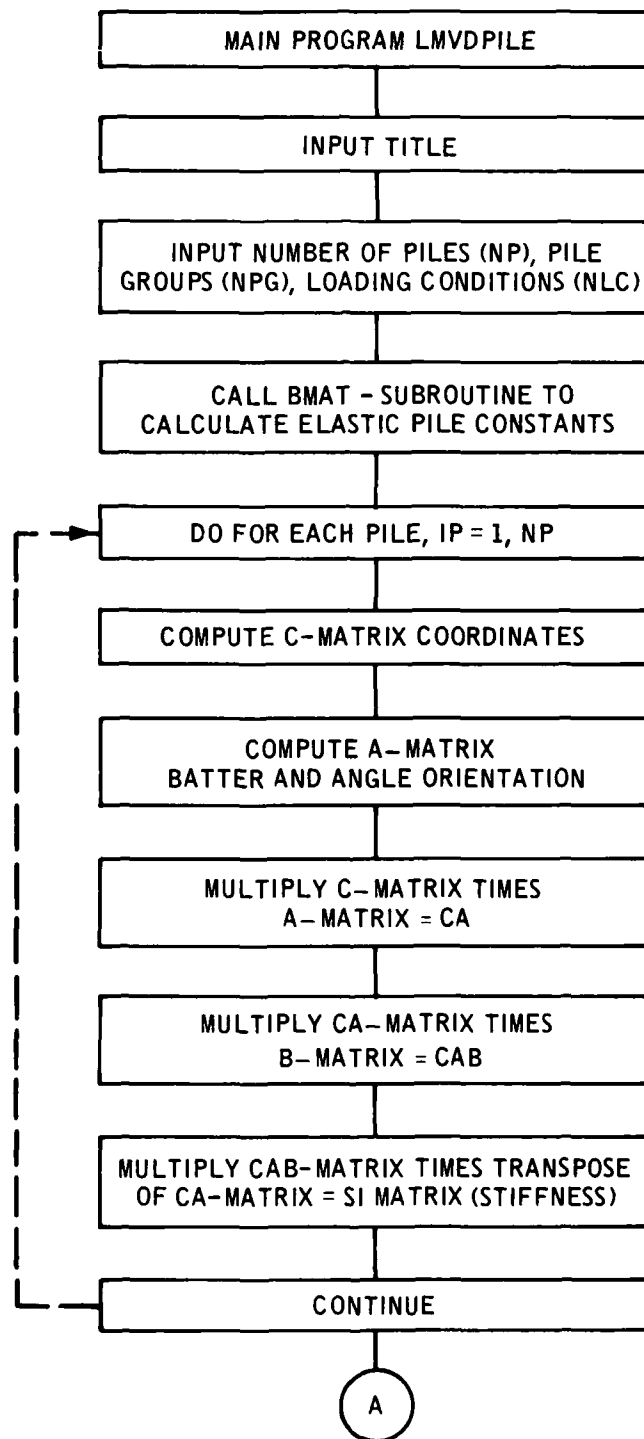 MAIN PROGRAM LMVDPILE
INPUT TITLE
INPUT NUMBER OF PILES (NP), PILE
GROUPS (NPG), LOADING CONDITIONS (NLC)
CALL BMAT - SUBROUTINE TO
CALCULATE ELASTIC PILE CONSTANTS
DO FOR EACH PILE, IP = 1, NP
COMPUTE C-MATRIX COORDINATES
COMPUTE A-MATRIX
BATTER AND ANGLE ORIENTATION
MULTIPLY C-MATRIX TIMES
A-MATRIX = CA
MULTIPLY CA-MATRIX TIMES
B-MATRIX = CAB
MULTIPLY CAB-MATRIX TIMES TRANSPOSE
OF CA-MATRIX = SI MATRIX (STIFFNESS)
CONTINUE
A